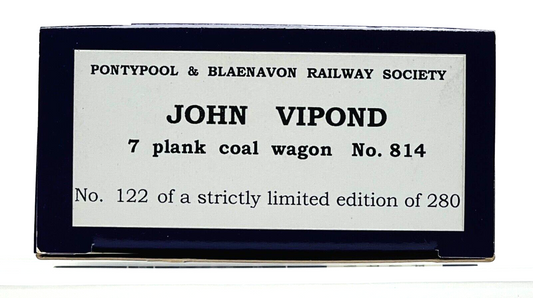 PONTYPOOL & BLAENAVON RAILWAY SOCIETY
JOHN VIPOND
7 plank coal wagon No. 814
No. 122 of a strictly limited edition of 280